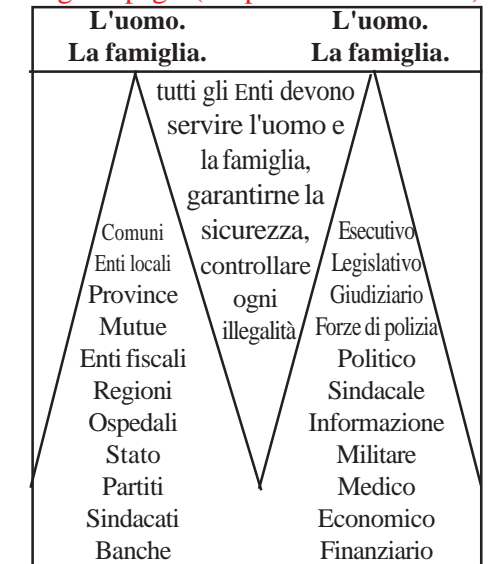 L'uomo. L'uomo.
La famiglia. La famiglia.
tutti gli Enti devono
servire l'uomo e
la famiglia,
garantirne la
sicurezza,
controllare
ogni
illegalità
Comuni
Enti locali
Province
Mutue
Enti fiscali
Regioni
Ospedali
Stato
Partiti
Sindacati
Banche
Esecutivo
Legislativo
Giudiziario
Forze di polizia
Politico
Sindacale
Informazione
Militare
Medico
Economico
Finanziario